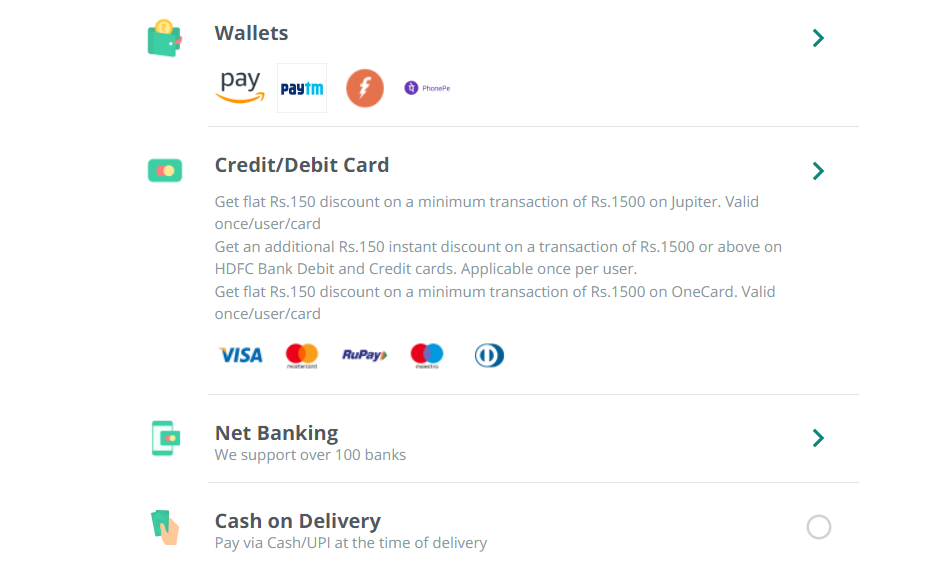 Wallets
pay
paytm
PhonePe
Credit/Debit Card
Get flat Rs.150 discount on a minimum transaction of Rs.1500 on Jupiter. Valid
once/user/card
Get an additional Rs.150 instant discount on a transaction of Rs.1500 or above on
HDFC Bank Debit and Credit cards. Applicable once per user.
Get flat Rs.150 discount on a minimum transaction of Rs.1500 on OneCard. Valid
once/user/card
VISA
mastercard
RuPay
maestro
Net Banking
We support over 100 banks
Cash on Delivery
Pay via Cash/UPI at the time of delivery